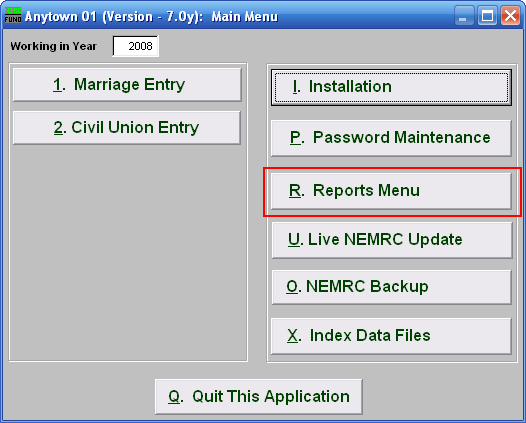 Anytown 01 (Version - 7.0y): Main Menu
Working in Year 2008
1. Marriage Entry
2. Civil Union Entry
I. Installation
P. Password Maintenance
R. Reports Menu
U. Live NEMRC Update
O. NEMRC Backup
X. Index Data Files
Q. Quit This Application